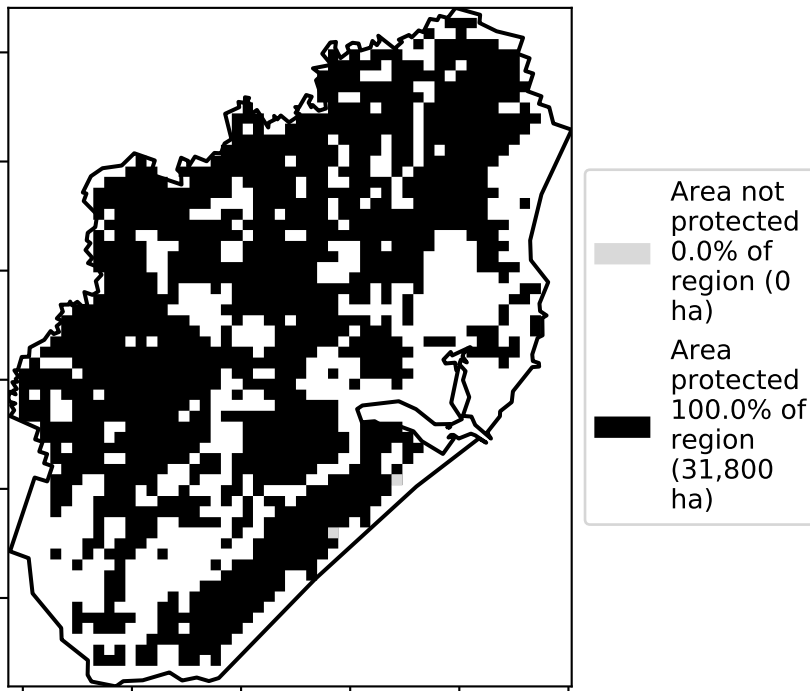 Area not
protected
0.0% of
region (0
ha)
Area
protected
100.0% of
region
(31,800
ha)